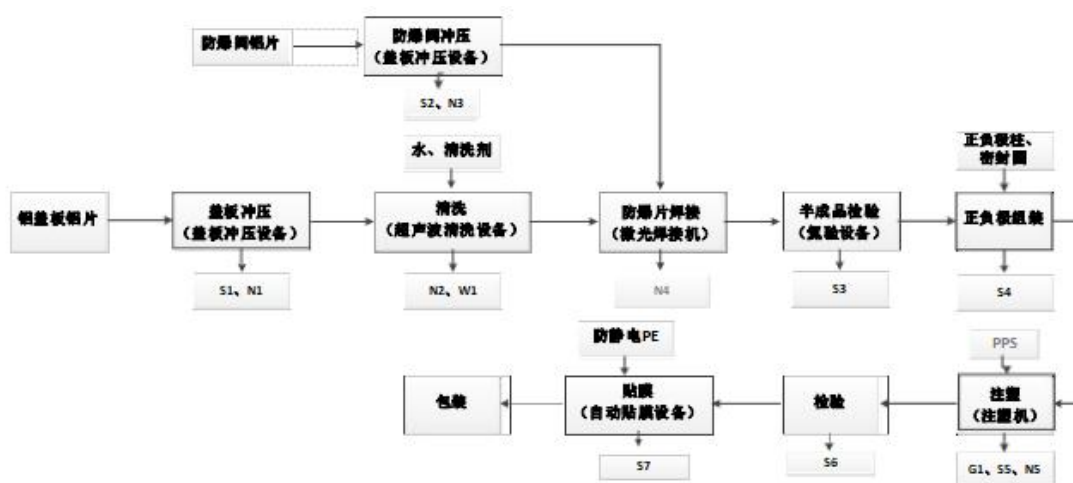 防爆阀铝片
防爆阀冲压
（盖板冲压设备）
S2、N3
水、清洗剂
正负极柱、
密封圈
铝盖板铝片
盖板冲压
（盖板冲压设备）
清洗
（超声波清洗设备）
防爆片焊接
（激光焊接机）
半成品检验
（氦验设备）
正负极组装
S1、N1
N2、W1
N4
S3
S4
防静电PE
PPS
包装
贴膜
（自动贴膜设备）
检验
注塑
（注塑机）
S7
S6
G1、S5、N5